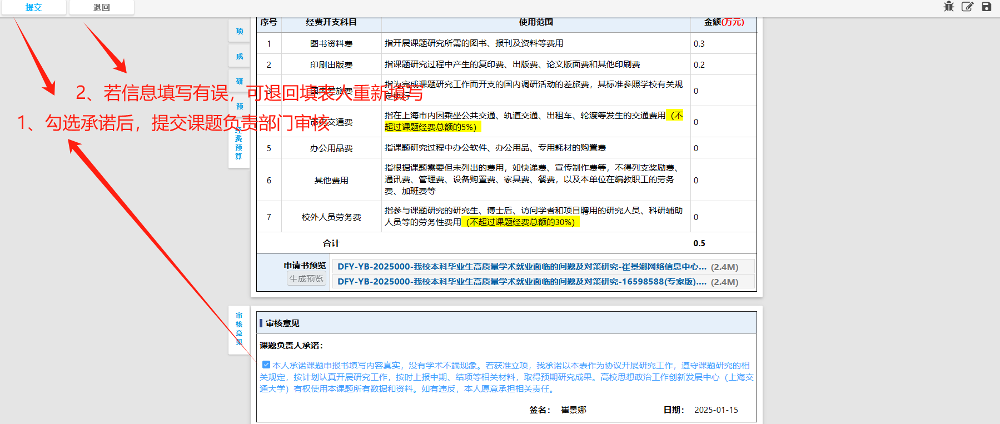 提交
退回
项
成
研
预
经费预算
序号 经费开支科目 使用范围 金额(万元)
1 图书资料费 指开展课题研究所需的图书、报刊及资料等费用 0.3
2 印刷出版费 指课题研究过程中产生的复印费、出版费、论文版面费和其他印刷费 0.2
3 国内差旅费 指为完成课题研究工作而开支的国内调研活动的差旅费，其标准参照学校有关规
定执行 0
2、若信息填写有误，可退回填表人重新填写
1、勾选承诺后，提交课题负责部门审核
4 市内交通费 指在上海市内因乘坐公共交通、轨道交通、出租车、轮渡等发生的交通费用（不
超过课题经费总额的5%） 0
5 办公用品费 指课题研究过程中办公软件、办公用品、专用耗材的购置费 0
6 其他费用 指根据课题需要但未列出的费用，如快递费、宣传制作费等，不得列支奖励费、
通讯费、管理费、设备购置费、家具费、餐费，以及本单位在编教职工的劳务
费、加班费等 0
7 校外人员劳务费 指参与课题研究的研究生、博士后、访问学者和项目聘用的研究人员、科研辅助
人员等的劳务性费用（不超过课题经费总额的30%） 0
合计 0.5
申请书预览
生成预览
DFY-YB-2025000-我校本科毕业生高质量学术就业面临的问题及对策研究-崔景娜网络信息中心... (2.4M)
DFY-YB-2025000-我校本科毕业生高质量学术就业面临的问题及对策研究-16598588(专家版).... (2.4M)
审核意见
审核意见
课题负责人承诺：
本人承诺课题申报书填写内容真实，没有学术不端现象。若获准立项，我承诺以本表作为协议开展研究工作，遵守课题研究的相
关规定，按计划认真开展研究工作，按时上报中期、结项等相关材料，取得预期研究成果。高校思想政治工作创新发展中心（上海交
通大学）有权使用本课题所有数据和资料。如有违反，本人愿意承担相关责任。
签名： 崔景娜 日期： 2025-01-15